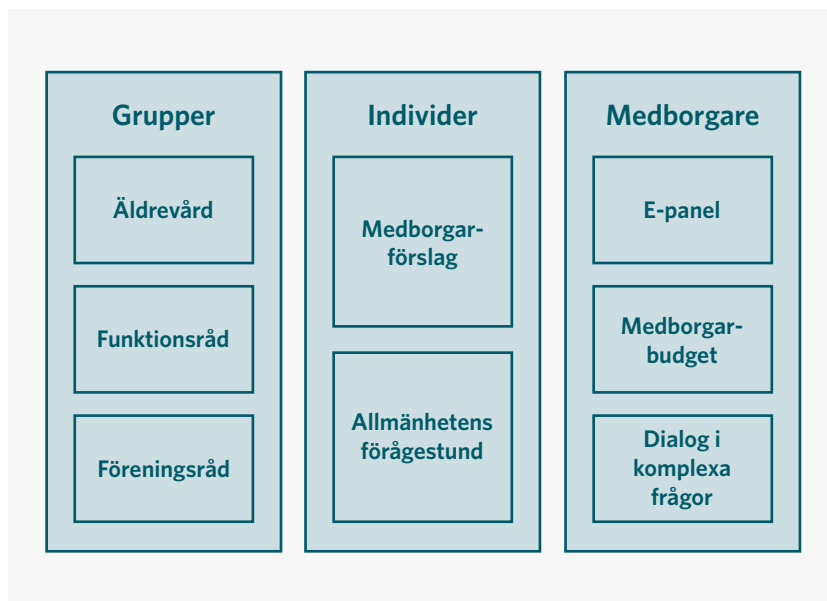 Grupper
Äldrevård
Funktionsråd
Föreningsråd
Individer
Medborgar-
förslag
Allmänhetens
förågestund
Medborgare
E-panel
Medborgar-
budget
Dialog i
komplexa
frågor